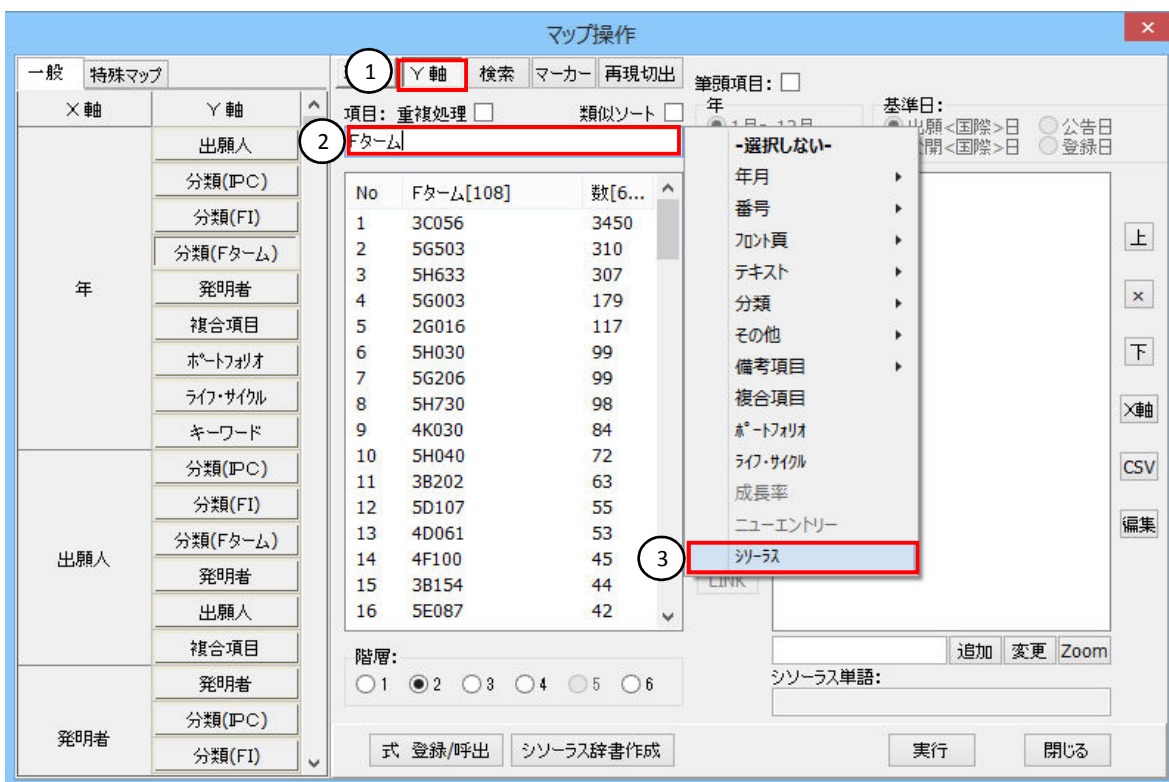 マップ操作
×
一般 特殊マップ
X軸 Y軸
年
出願人
分類(IPC)
分類(FI)
分類(Fターム)
発明者
複合項目
ポートフォリオ
ライフ・サイクル
キーワード
出願人
分類(IPC)
分類(FI)
分類(Fターム)
発明者
出願人
複合項目
発明者
発明者
分類(IPC)
分類(FI)
① Y軸 検索 マーカー 再現切出
項目: 重複処理 類似ソート
② Fターム
No Fターム[108] 数[6...
1 3C056 3450
2 5G503 310
3 5H633 307
4 5G003 179
5 2G016 117
6 5H030 99
7 5G206 99
8 5H730 98
9 4K030 84
10 5H040 72
11 3B202 63
12 5D107 55
13 4D061 53
14 4F100 45
15 3B154 44
16 5E087 42
階層:
1 2 3 4 5 6
筆頭項目:
年
基準日:
出願<国際>日 公告日
開<国際>日 登録日
-選択しない-
年月
番号
フロント頁
テキスト
分類
その他
備考項目
複合項目
ポートフォリオ
ライフ・サイクル
成長率
ニューエントリー
③ シリーラス
LINK
上
×
下
X軸
CSV
編集
追加 変更 Zoom
シソーラス単語:
式 登録/呼出 シソーラス辞書作成 実行 閉じる